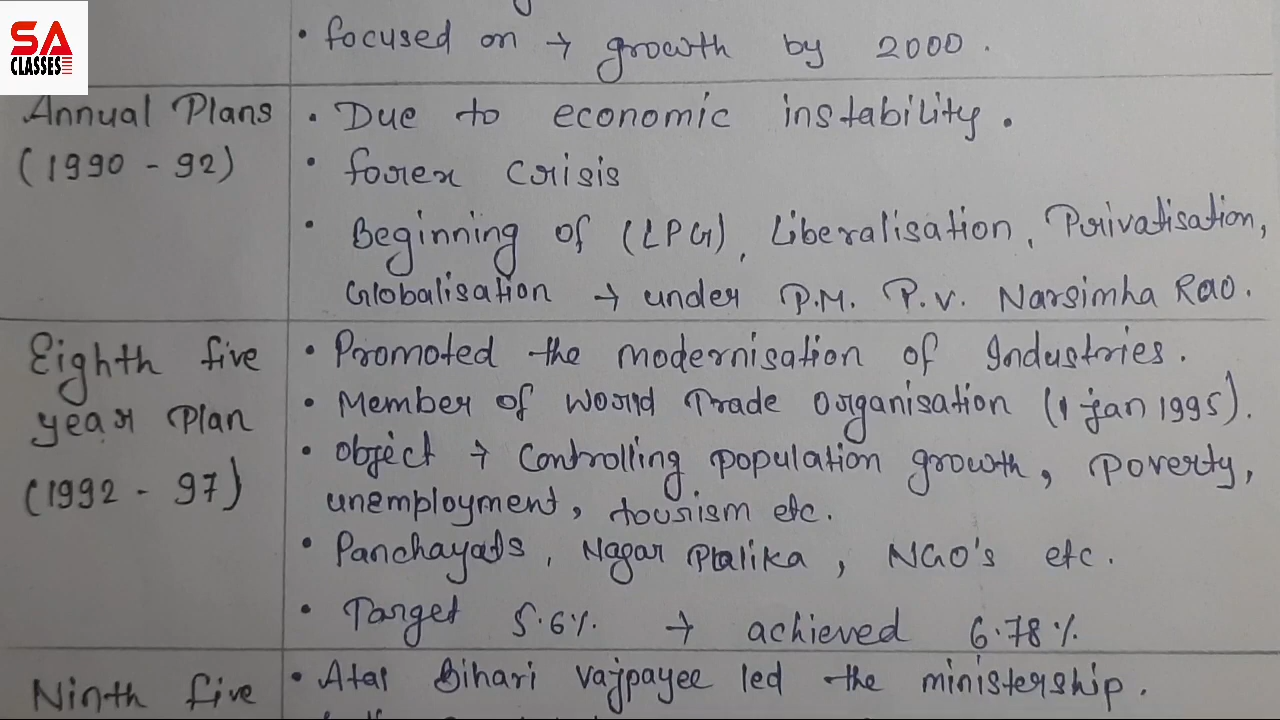 SA
CLASSES
• focused on → growth by 2000.
Annual Plans
(1990 - 92)
• Due to economic instability.
• forex crisis
• Beginning of (LPG), Liberalisation, Privatisation,
Globalisation → under P.M. P.V. Narsimha Rao.
Eighth five
year Plan
(1992 - 97)
• Promoted the modernisation of Industries.
• Member of World Trade Organisation (1 jan 1995).
• Object → Controlling population growth, poverty,
unemployment, tourism etc.
• Panchayats, Nagar Palika, NGO's etc.
• Target 5.6% → achieved 6.78%
Ninth five
• Atal Bihari Vajpayee led the ministership.